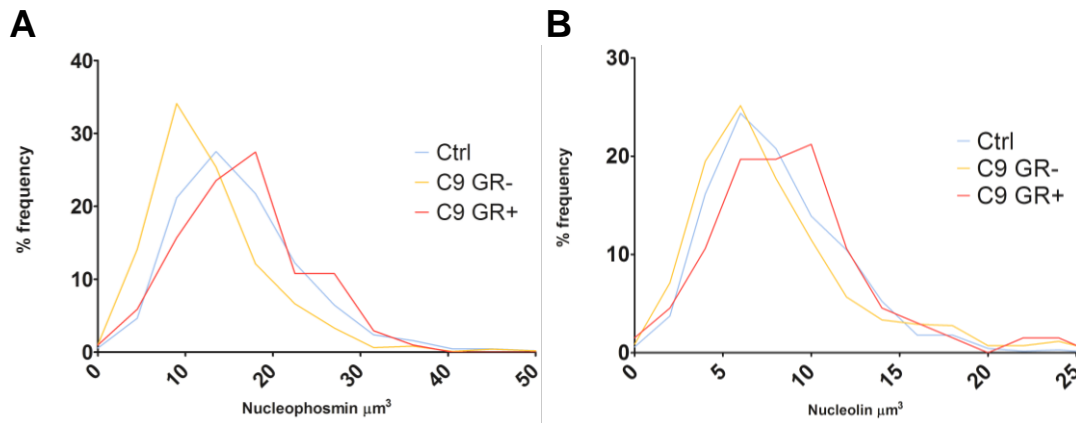 A
40
30
20
10
0
% frequency
0 10 20 30 40 50
Nucleophosmin μm³
Ctrl
C9 GR-
C9 GR+
B
30
20
10
0
% frequency
0 5 10 15 20 25
Nucleolin μm³
Ctrl
C9 GR-
C9 GR+